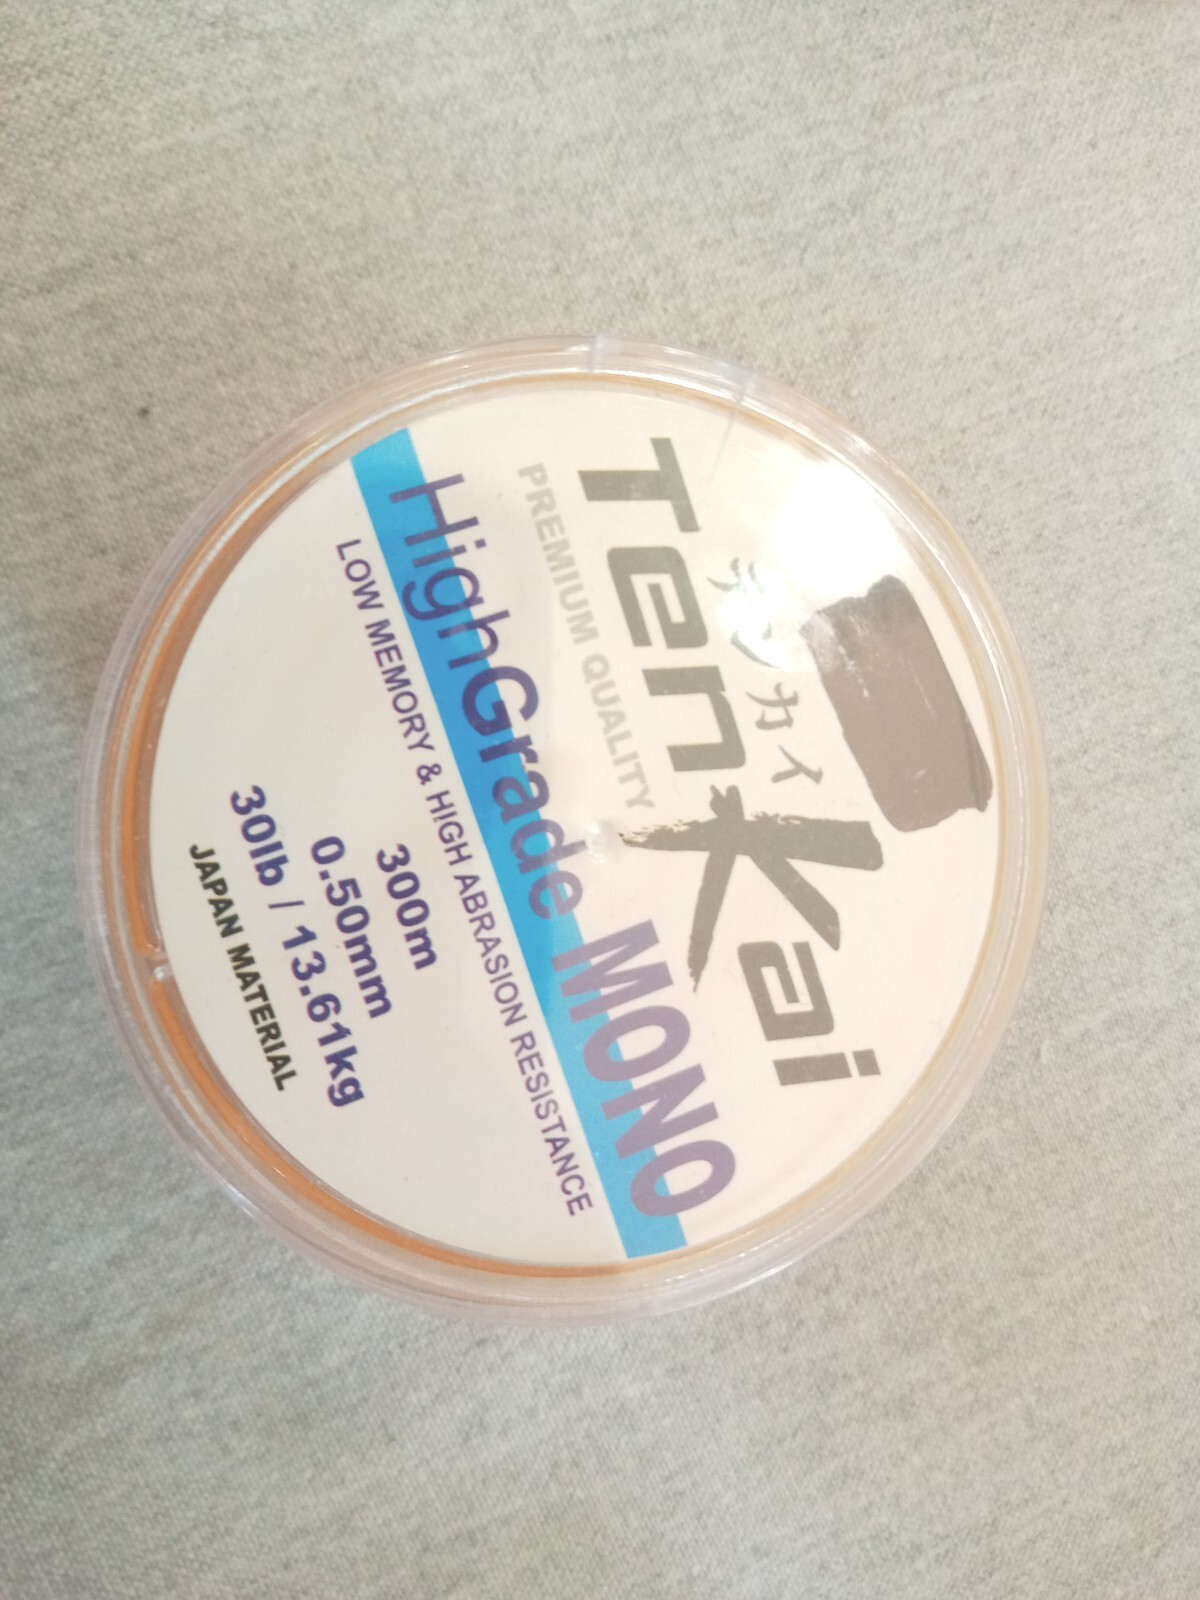 テンカイ
TenKai
PREMIUM QUALITY
HighGrade MONO
LOW MEMORY & HIGH ABRASION RESISTANCE
300m
0.50mm
30lb / 13.61kg
JAPAN MATERIAL